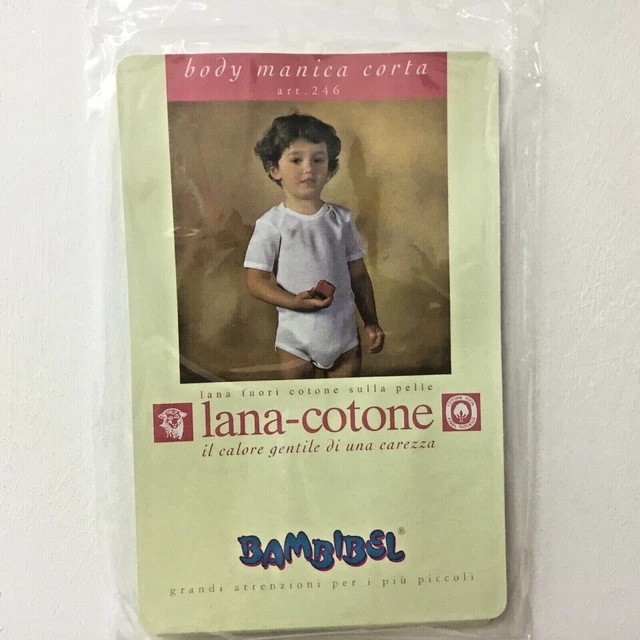 body manica corta
art.246
lana fuori cotone sulla pelle
lana-cotone
il calore gentile di una carezza
BAMBIBEL®
grandi attenzioni per i più piccoli